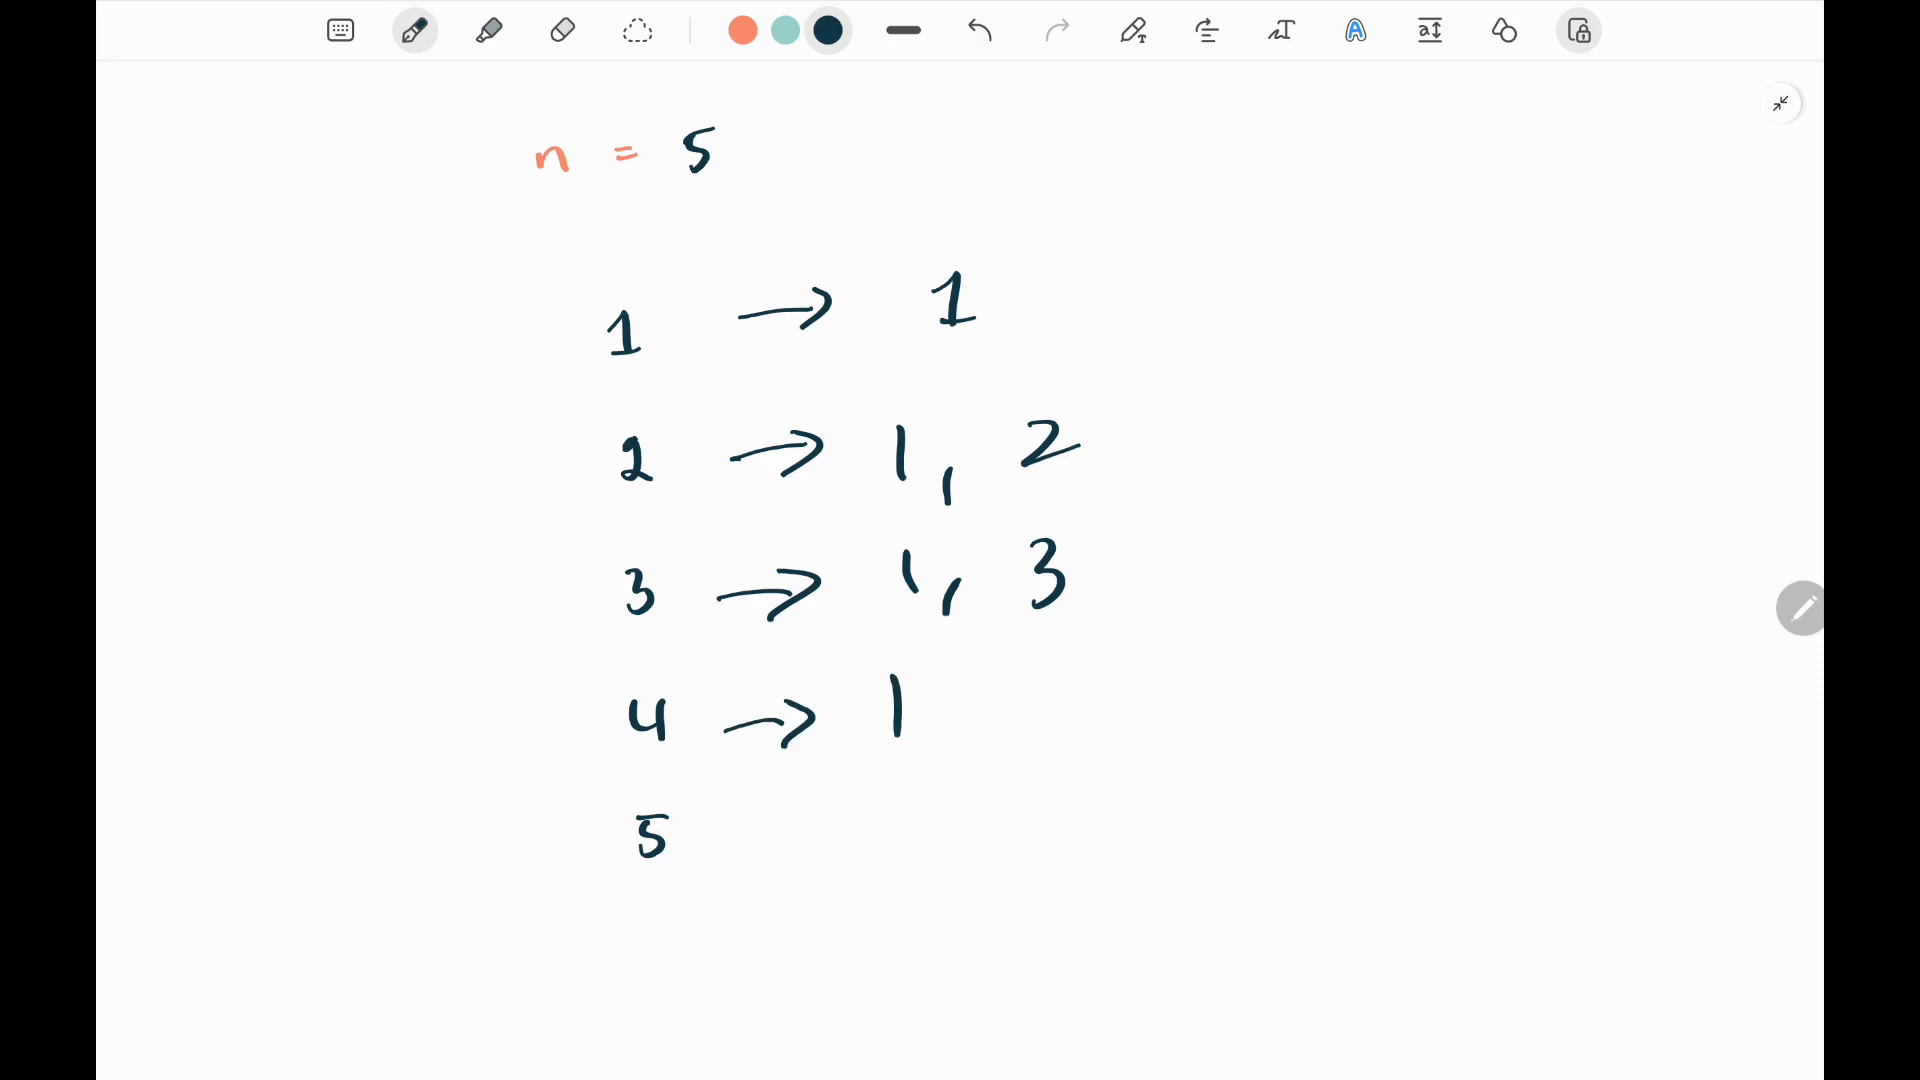 n = 5
1 → 1
2 → 1, 2
3 → 1, 3
4 → 1
5